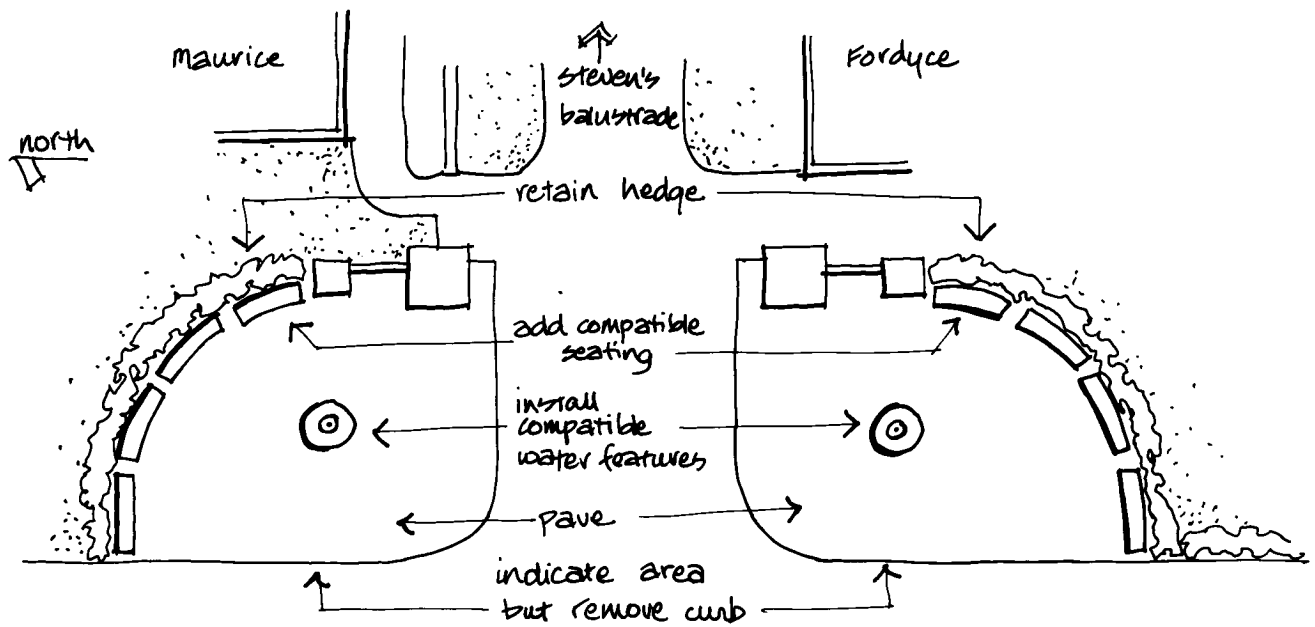 Maurice
Steven's
balustrade
Fordyce
north
retain hedge
add compatible
seating
install
compatible
water features
pave
indicate area
but remove curb